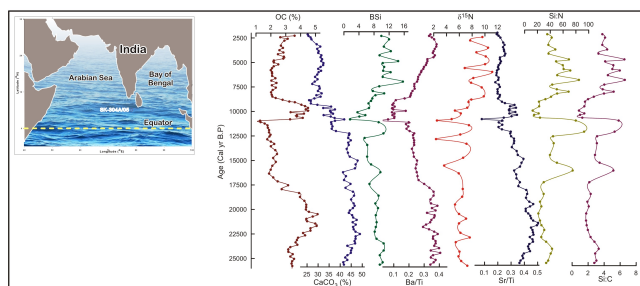 India
Arabian Sea
Bay of
Bengal
Equator
Longitude (°E)
OC (%)
1 2 3 4 5
BSi
0 4 8 12 16
δ¹⁵N
2 4 6 8 10
0.12
Si:N
0 20 40 60 80 100
Age (Cal yr B.P)
2500
5000
7500
10000
12500
15000
17500
20000
22500
25000
CaCO₃ (%)
25 30 35 40 45 50
Ba/Ti
0.1 0.2 0.3 0.4
Sr/Ti
0.1 0.2 0.3 0.4 0.5
Si:C
0 2 4 6 8